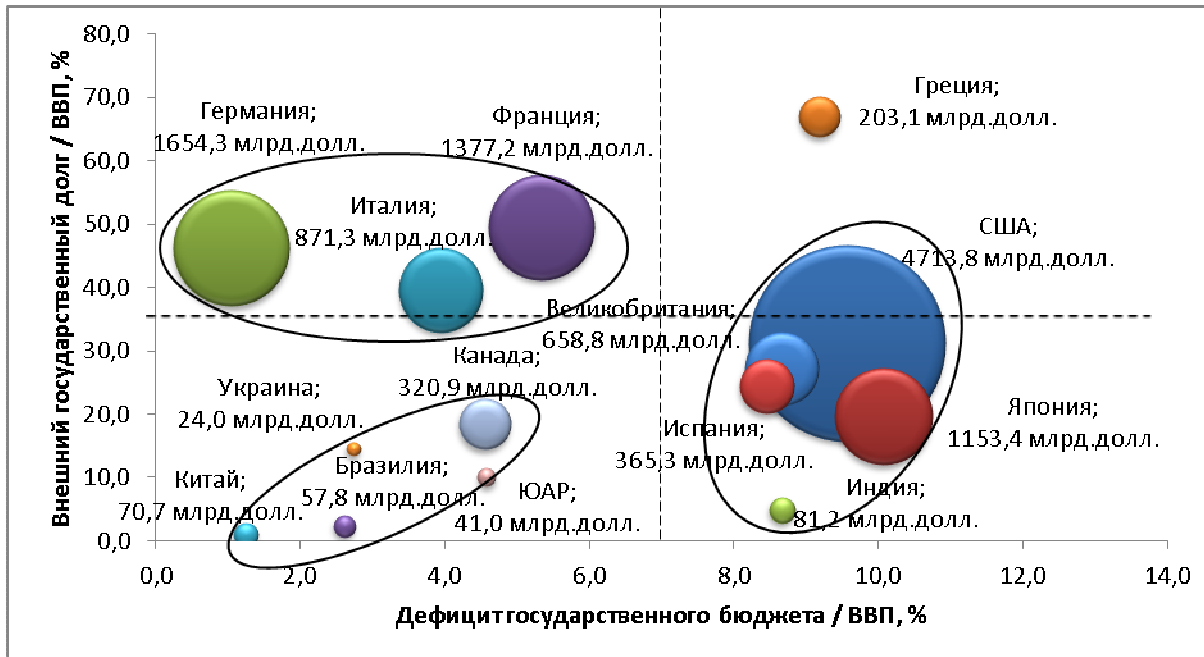 80,0
70,0
60,0
50,0
40,0
30,0
20,0
10,0
0,0
Внешний государственный долг / ВВП, %
Греция;
203,1 млрд.долл.
Германия;
1654,3 млрд.долл.
Франция;
1377,2 млрд.долл.
Италия;
871,3 млрд.долл.
США;
4713,8 млрд.долл.
Великобритания;
658,8 млрд.долл.
Канада;
320,9 млрд.долл.
Украина;
24,0 млрд.долл.
Япония;
1153,4 млрд.долл.
Испания;
365,3 млрд.долл.
Бразилия;
57,8 млрд.долл.
Китай;
70,7 млрд.долл.
ЮАР;
41,0 млрд.долл.
Индия;
81,2 млрд.долл.
0,0 2,0 4,0 6,0 8,0 10,0 12,0 14,0
Дефицит государственного бюджета / ВВП, %